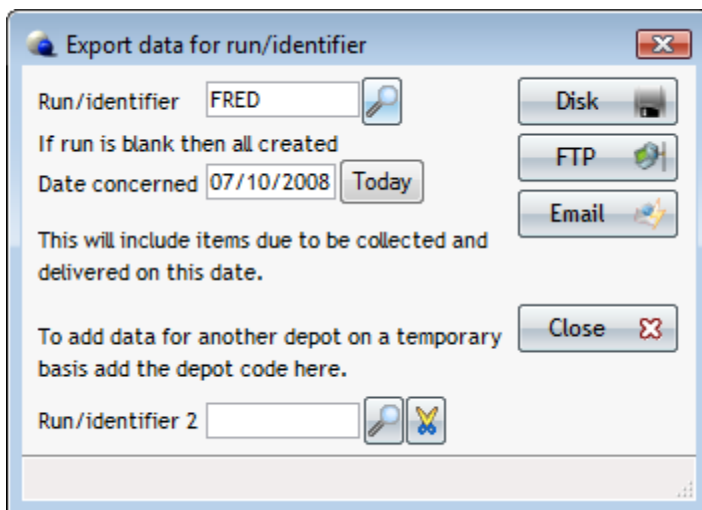 Export data for run/identifier
Run/identifier FRED
Disk
If run is blank then all created
FTP
Date concerned 07/10/2008 Today
Email
This will include items due to be collected and
delivered on this date.
Close
To add data for another depot on a temporary
basis add the depot code here.
Run/identifier 2